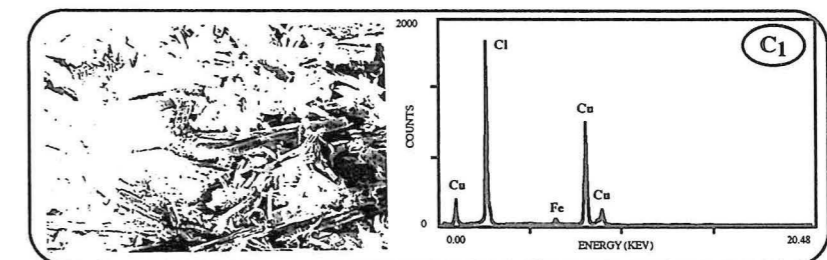 2000
C1
Cl
Cu
COUNTS
Cu
Cu
Fe
0
0.00
ENERGY (KEV)
20.48